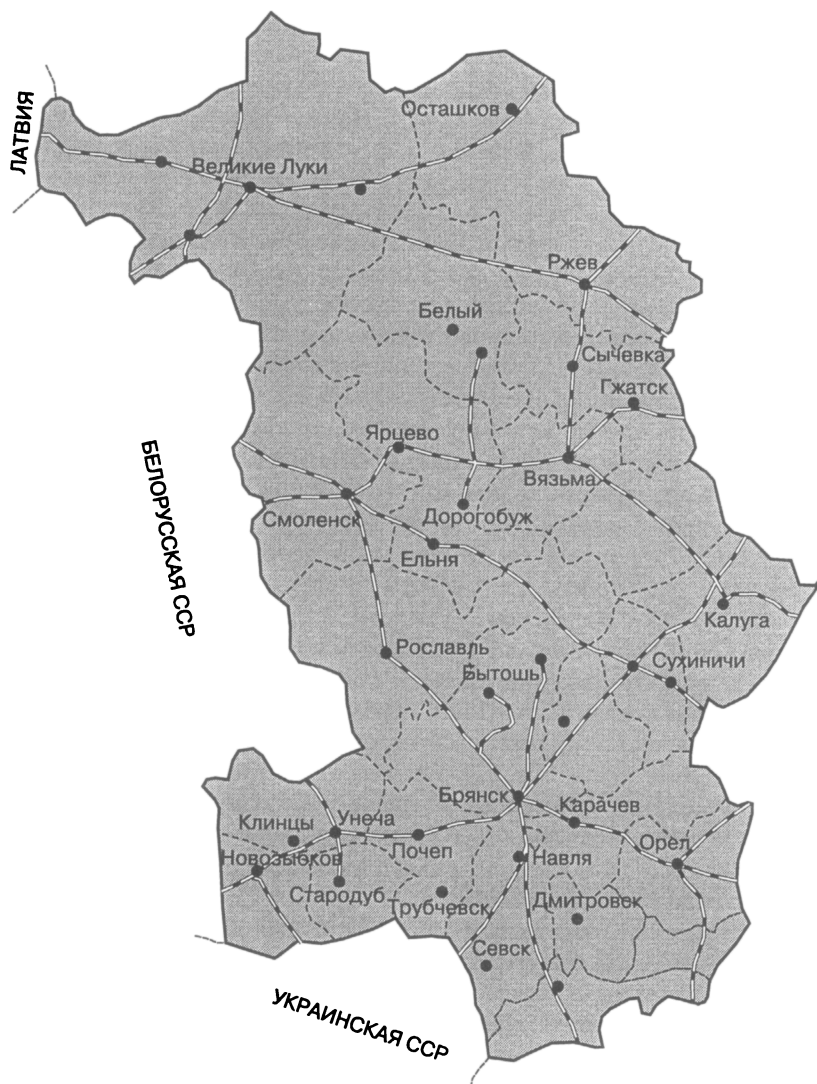 Осташков
ЛАТВИЯ
Великие Луки
Ржев
Белый
Сычевка
Гжатск
Ярцево
Вязьма
БЕЛОРУССКАЯ ССР
Смоленск
Дорогобуж
Ельня
Калуга
Рославль
Сухиничи
Бытошь
Брянск
Карачев
Клинцы
Унеча
Почеп
Орел
Новозыбков
Навля
Стародуб
Трубчевск
Дмитровск
Севск
УКРАИНСКАЯ ССР